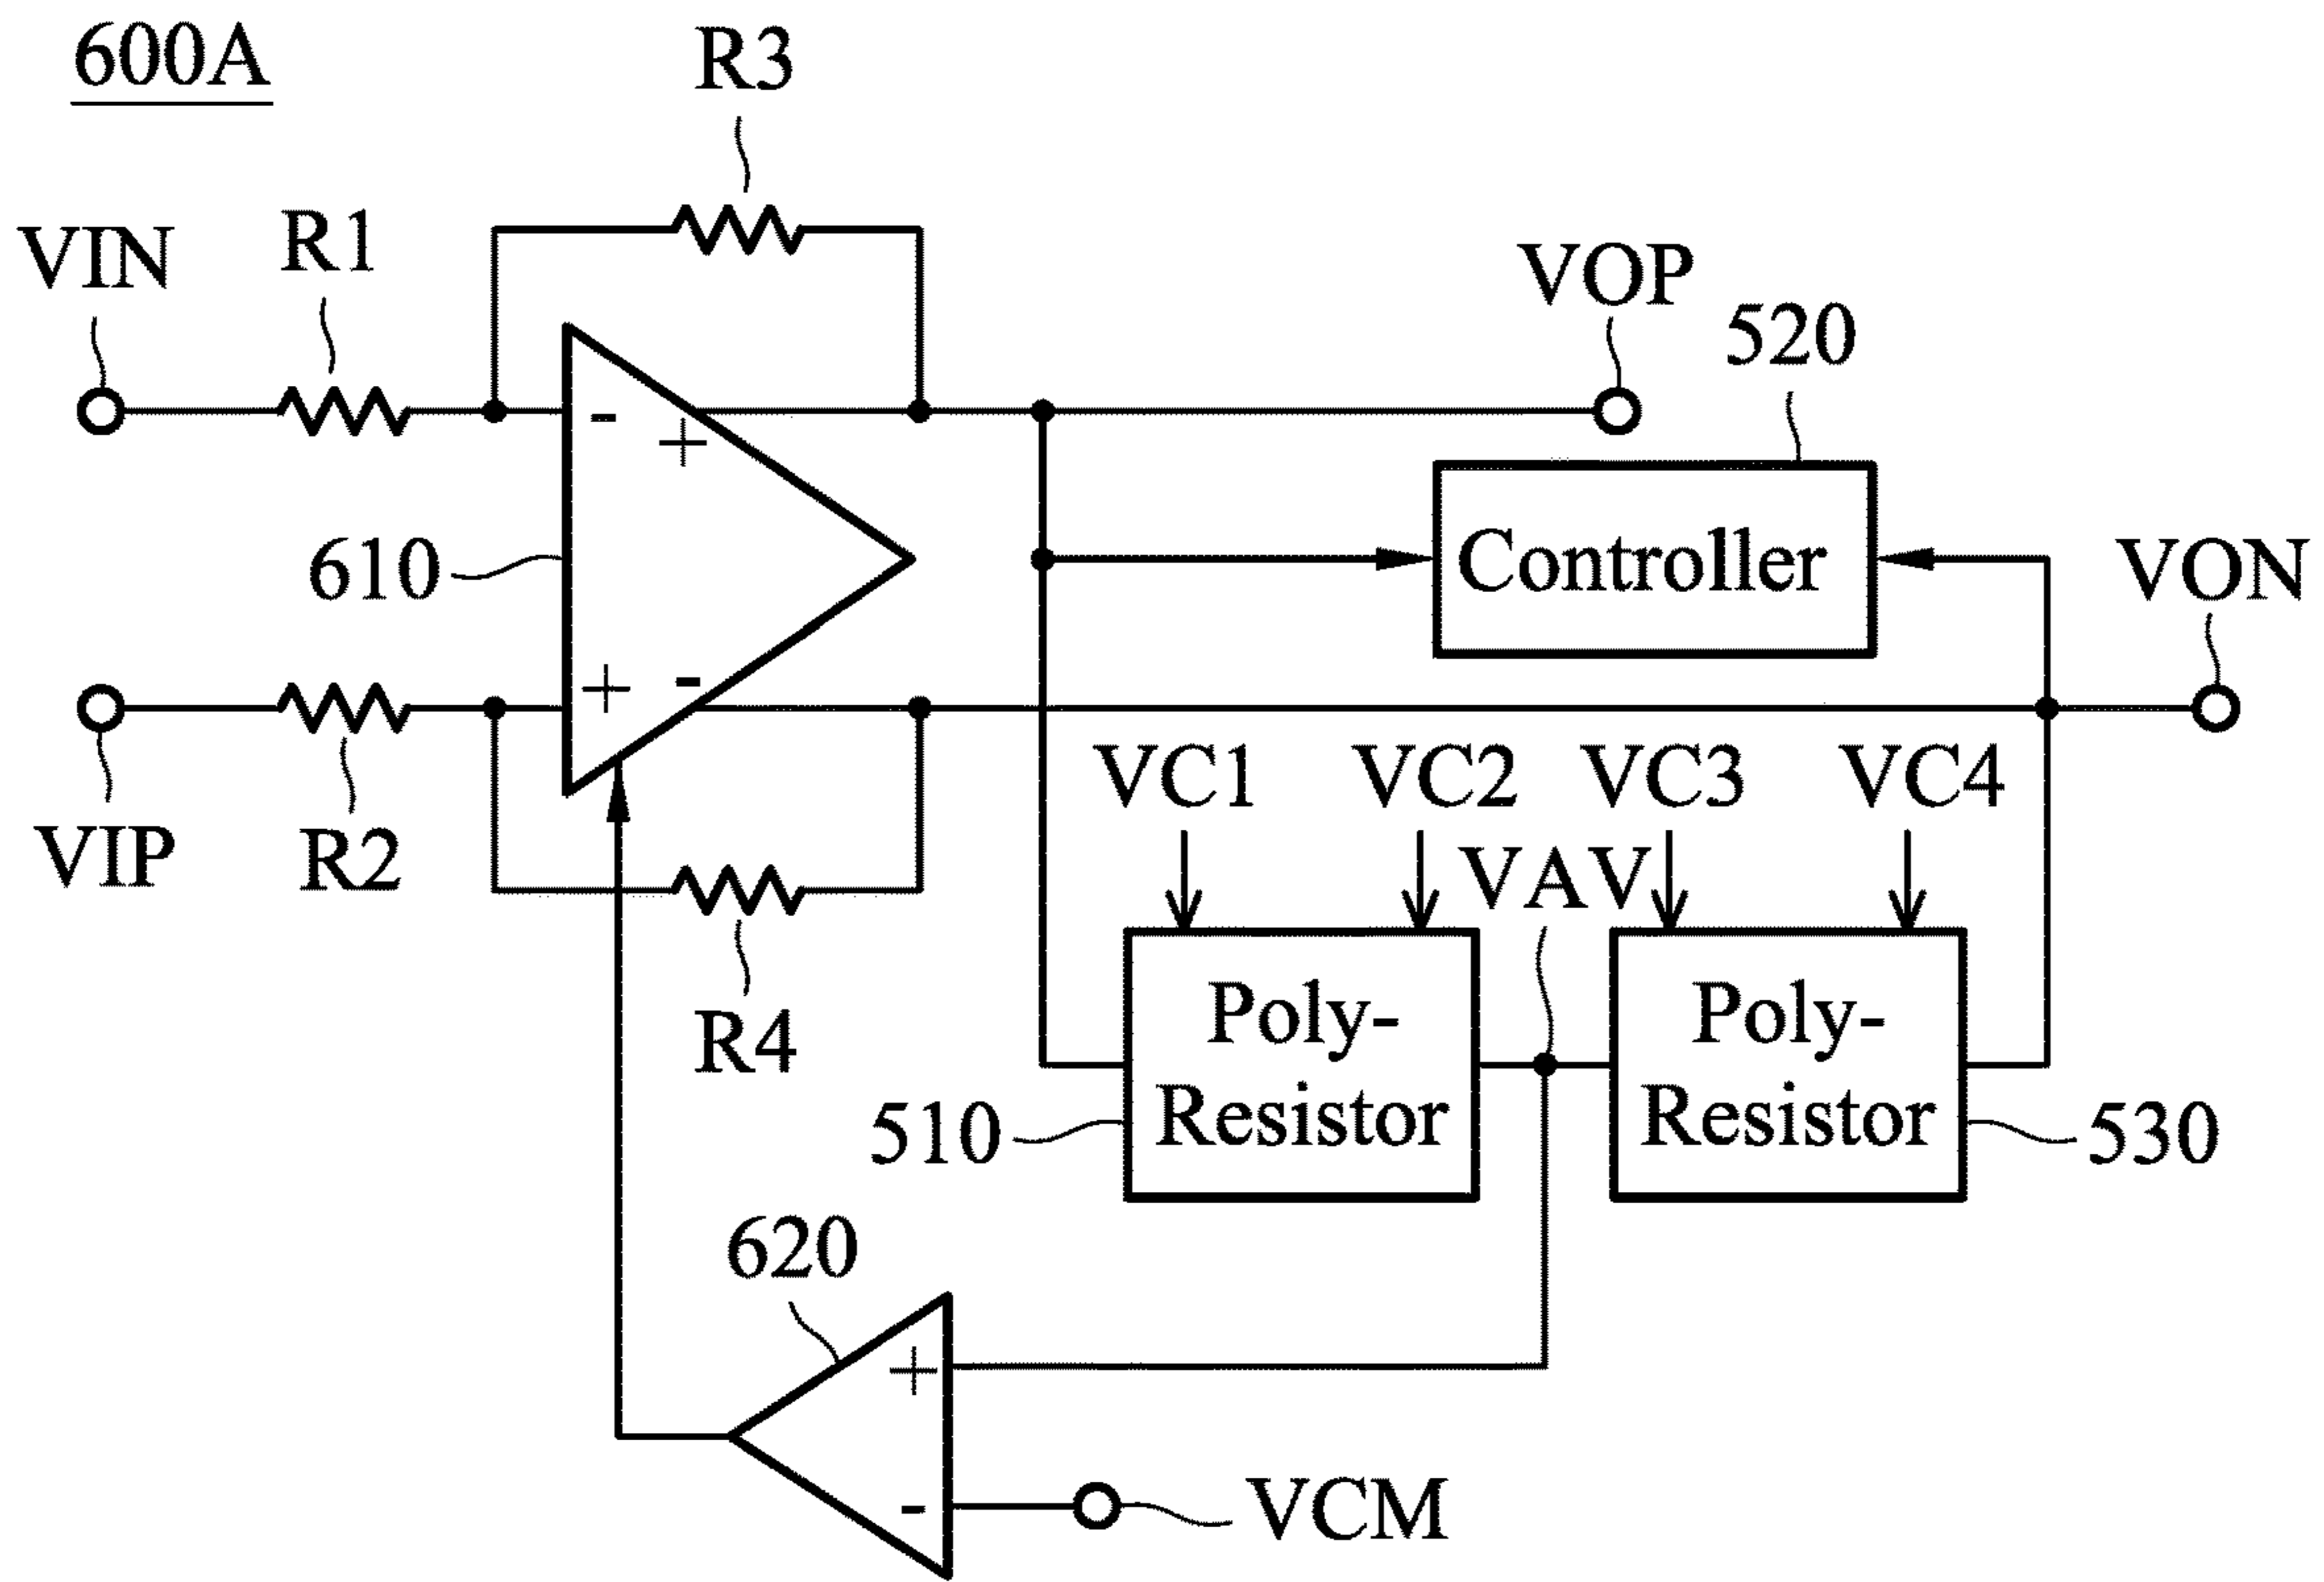 600A
R3
VIN
R1
VOP
520
-
+
Controller
VON
610
+
-
VIP
R2
VC1
VC2
VC3
VC4
VAV
R4
Poly-
Resistor
Poly-
Resistor
510
530
620
+
-
VCM